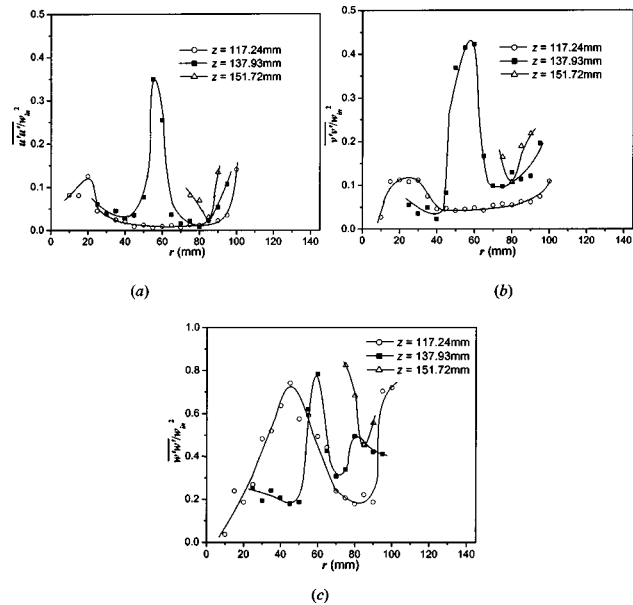 0.5
0.4
0.3
0.2
0.1
0.0
0 20 40 60 80 100 120 140
u'u'/w_in^2
r (mm)
z = 117.24mm
z = 137.93mm
z = 151.72mm
(a)
0.5
0.4
0.3
0.2
0.1
0.0
0 20 40 60 80 100 120 140
v'v'/w_in^2
r (mm)
z = 117.24mm
z = 137.93mm
z = 151.72mm
(b)
1.0
0.8
0.6
0.4
0.2
0.0
0 20 40 60 80 100 120 140
w'w'/w_in^2
r (mm)
z = 117.24mm
z = 137.93mm
z = 151.72mm
(c)